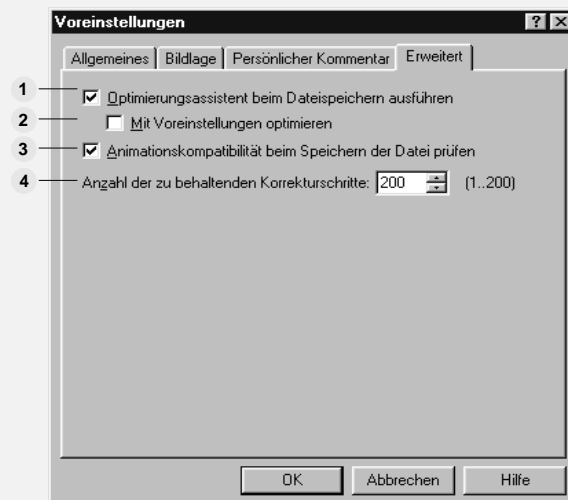 Voreinstellungen
Allgemeines Bildlage Persönlicher Kommentar Erweitert
1 Optimierungsassistent beim Dateispeichern ausführen
2 Mit Voreinstellungen optimieren
3 Animationskompatibilität beim Speichern der Datei prüfen
4 Anzahl der zu behaltenden Korrekturschritte: 200 (1..200)
OK Abbrechen Hilfe